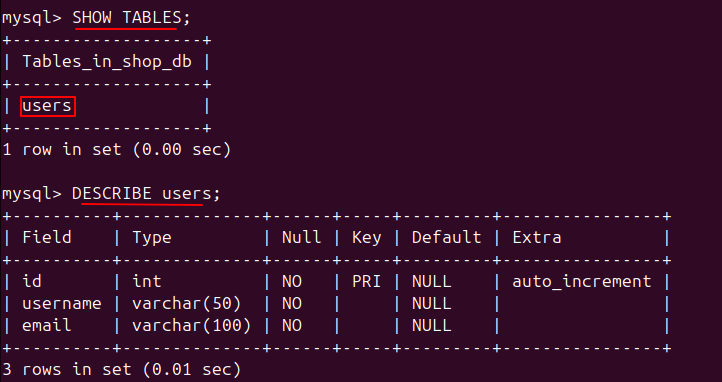 mysql> SHOW TABLES;
+-------------------+
| Tables_in_shop_db |
+-------------------+
| users             |
+-------------------+
1 row in set (0.00 sec)
mysql> DESCRIBE users;
+----------+--------------+------+-----+---------+----------------+
| Field    | Type         | Null | Key | Default | Extra          |
+----------+--------------+------+-----+---------+----------------+
| id       | int          | NO   | PRI | NULL    | auto_increment |
| username | varchar(50)  | NO   |     | NULL    |                |
| email    | varchar(100) | NO   |     | NULL    |                |
+----------+--------------+------+-----+---------+----------------+
3 rows in set (0.01 sec)